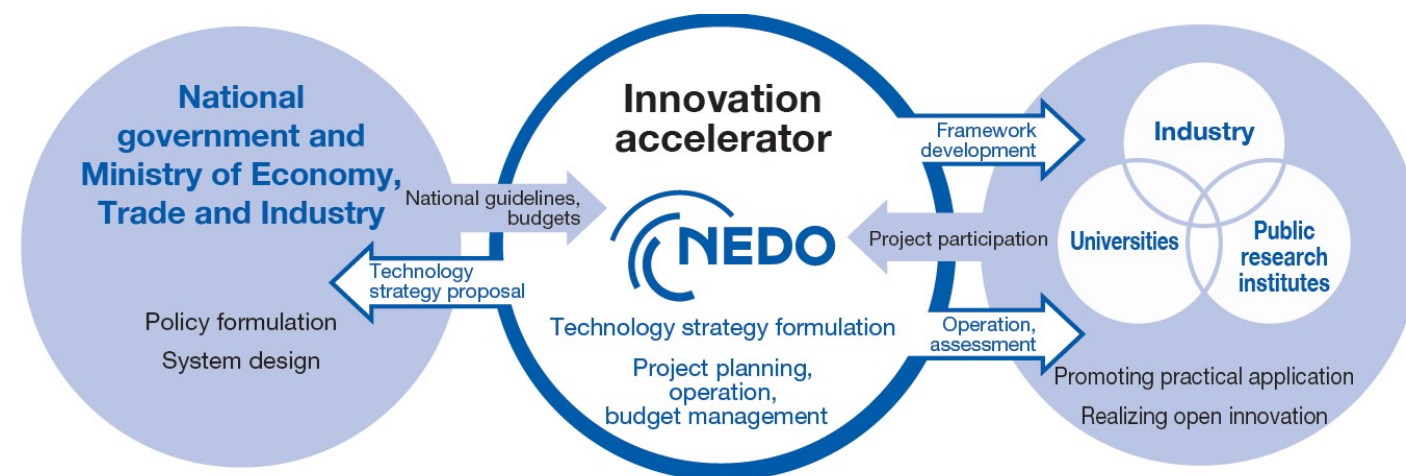 National
government and
Ministry of Economy,
Trade and Industry
Policy formulation
System design
National guidelines,
budgets
Technology
strategy proposal
Innovation
accelerator
NEDO
Technology strategy formulation
Project planning,
operation,
budget management
Framework
development
Project participation
Operation,
assessment
Industry
Universities
Public
research
institutes
Promoting practical application
Realizing open innovation